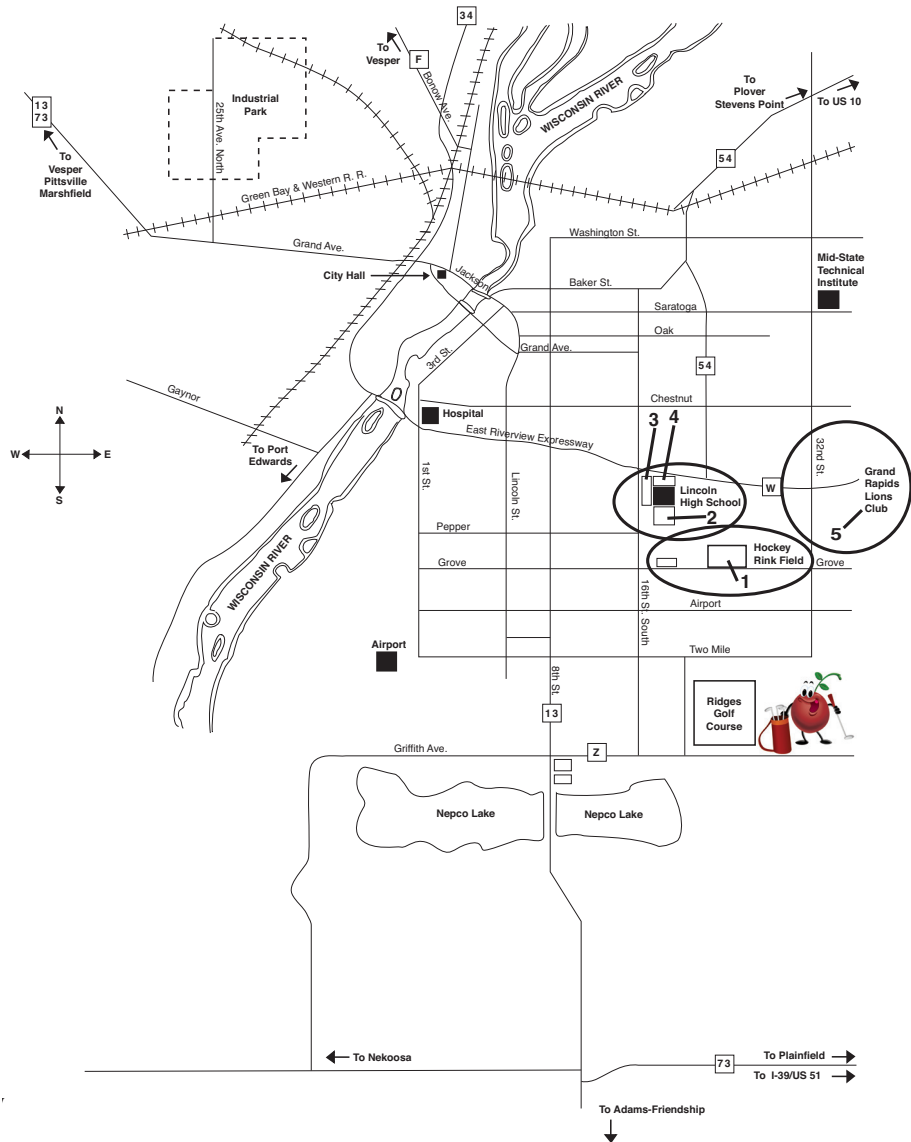 34
To
Vesper
F
Bonow Ave.
WISCONSIN RIVER
To
Plover
Stevens Point
To US 10
13
73
Industrial
Park
25th Ave. North
54
To
Vesper
Pittsville
Marshfield
Green Bay & Western R. R.
Washington St.
Grand Ave.
Mid-State
Technical
Institute
City Hall
Jackson
Baker St.
Saratoga
Oak
Grand Ave.
3rd St.
54
Gaynor
Chestnut
Hospital
N
W
E
S
3
4
East Riverview Expressway
32nd St.
To Port
Edwards
1st St.
Lincoln St.
Lincoln
High School
2
W
Grand
Rapids
Lions
Club
5
Pepper
WISCONSIN RIVER
Hockey
Rink Field
Grove
Grove
1
16th St. South
Airport
Airport
Two Mile
8th St.
13
Ridges
Golf
Course
Griffith Ave.
Z
Nepco Lake
Nepco Lake
To Nekoosa
73
To Plainfield
To I-39/US 51
To Adams-Friendship